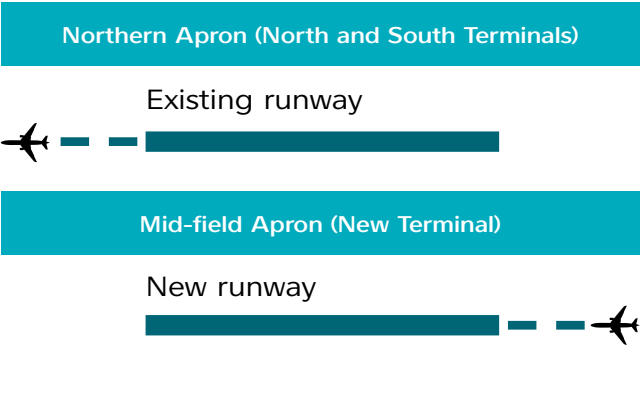 Northern Apron (North and South Terminals)
Existing runway
Mid-field Apron (New Terminal)
New runway